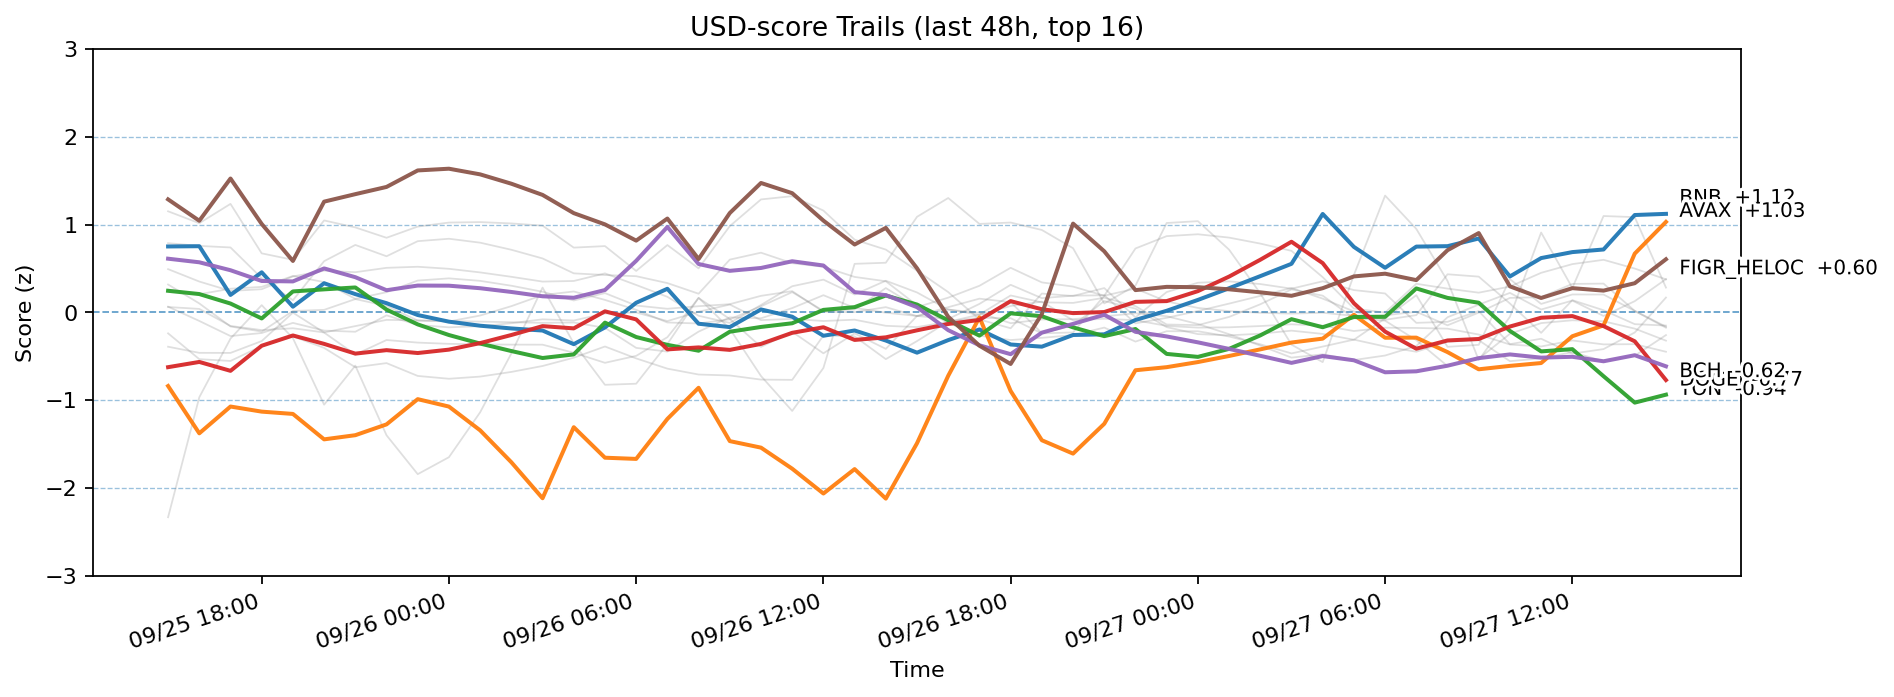 USD-score Trails (last 48h, top 16)
Score (z)
3
2
1
0
−1
−2
−3
BNB +1.12
AVAX +1.03
FIGR_HELOC +0.60
BCH -0.62
DOGE -0.77
TON -0.94
09/25 18:00
09/26 00:00
09/26 06:00
09/26 12:00
09/26 18:00
09/27 00:00
09/27 06:00
09/27 12:00
Time